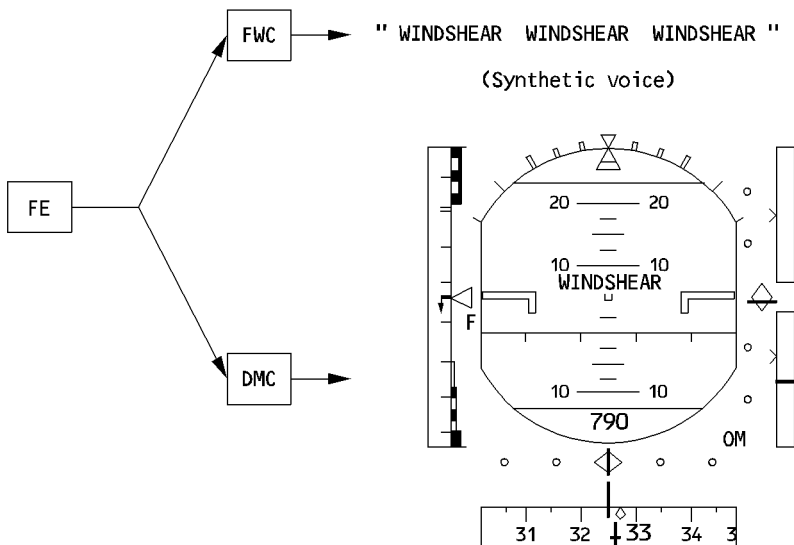 FWC
" WINDSHEAR WINDSHEAR WINDSHEAR "
(Synthetic voice)
FE
20 20
10 10
WINDSHEAR
F
DMC
10 10
790
OM
31 32 33 34 3